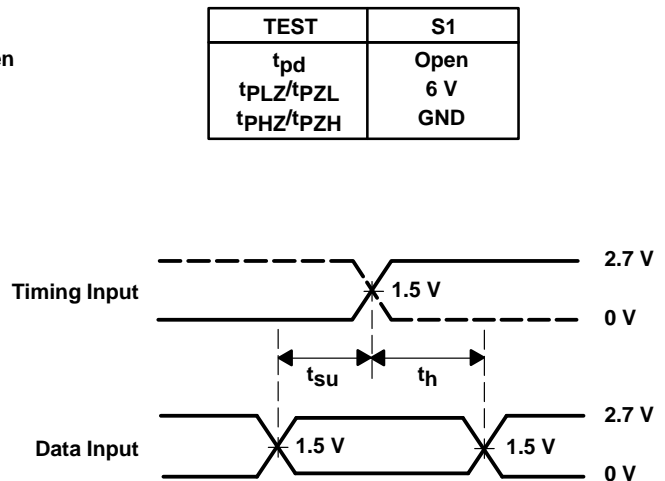 TEST S1
en
tpd Open
tPLZ/tPZL 6 V
tPHZ/tPZH GND
2.7 V
Timing Input 1.5 V
0 V
tsu th
2.7 V
Data Input 1.5 V 1.5 V
0 V